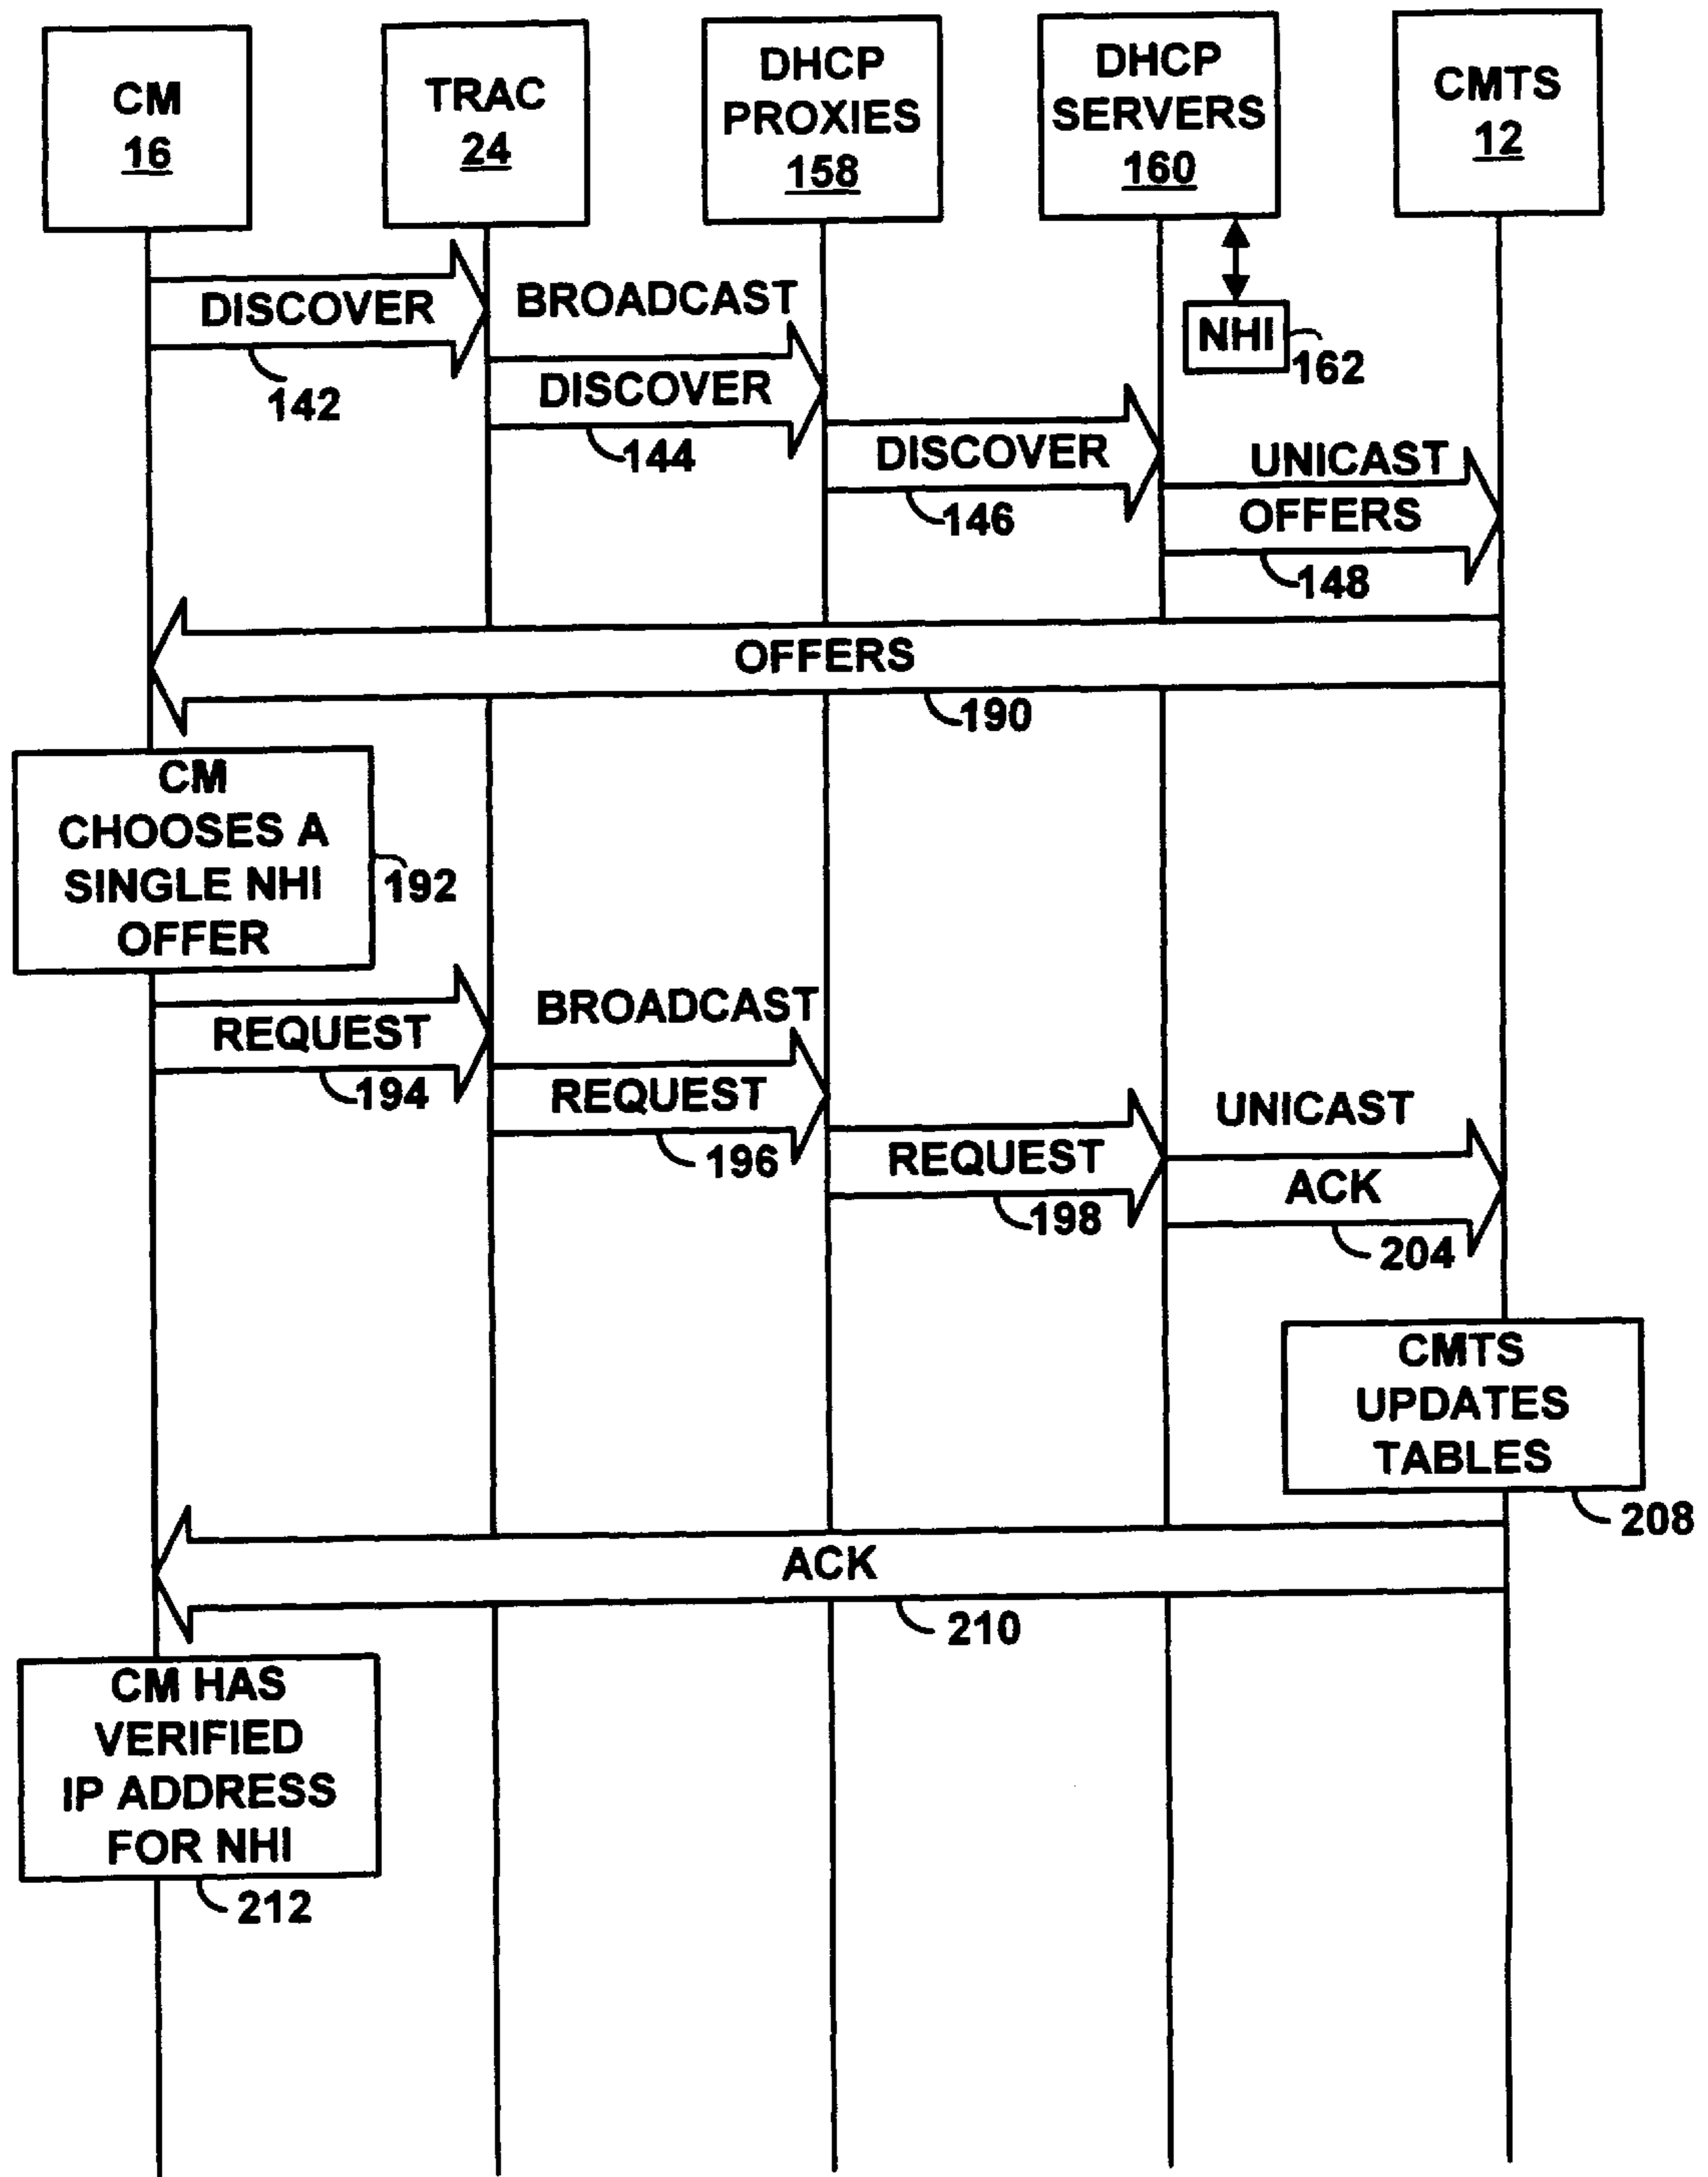 CM
16
TRAC
24
DHCP
PROXIES
158
DHCP
SERVERS
160
CMTS
12
DISCOVER
142
BROADCAST
DISCOVER
144
NHI
162
DISCOVER
146
UNICAST
OFFERS
148
OFFERS
190
CM
CHOOSES A
SINGLE NHI
OFFER
192
REQUEST
194
BROADCAST
REQUEST
196
REQUEST
198
UNICAST
ACK
204
CMTS
UPDATES
TABLES
208
ACK
210
CM HAS
VERIFIED
IP ADDRESS
FOR NHI
212